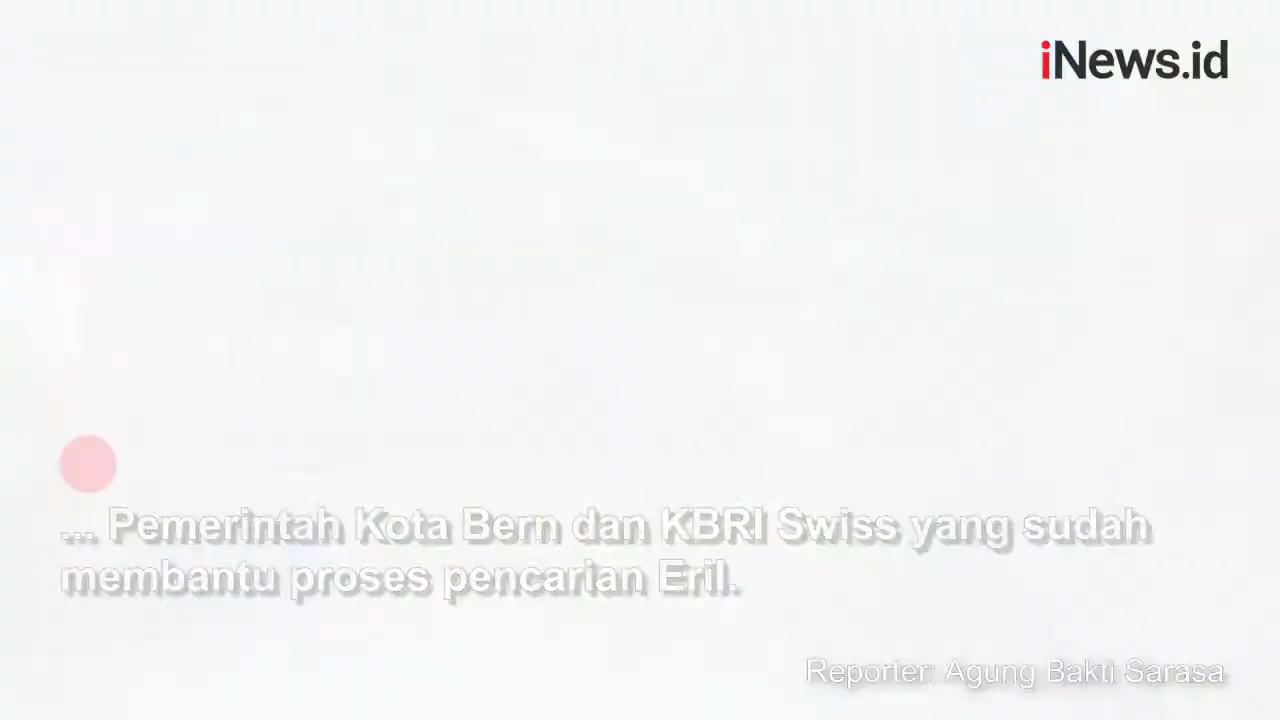 iNews.id
... Pemerintah Kota Bern dan KBRI Swiss yang sudah
membantu proses pencarian Eril.
Reporter: Agung Bakti Sarasa